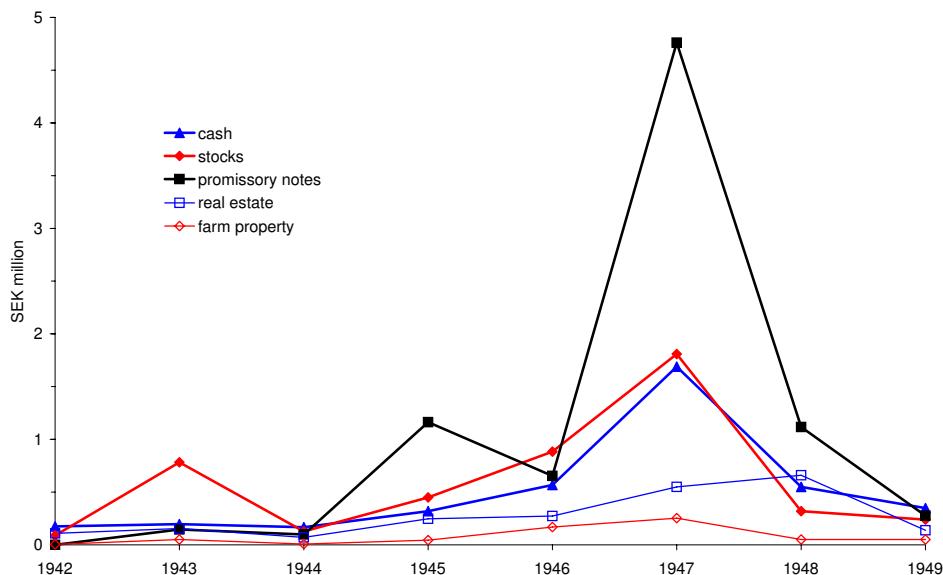 5
4
cash
stocks
promissory notes
3
real estate
farm property
SEK million
2
1
0
1942 1943 1944 1945 1946 1947 1948 1949